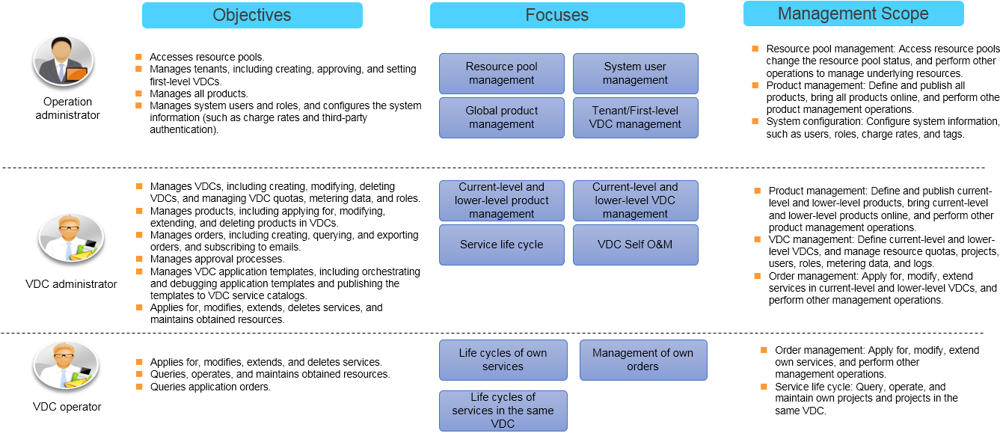 Objectives
Focuses
Management Scope
Operation
administrator
Accesses resource pools.
Manages tenants, including creating, approving, and setting
first-level VDCs.
Manages all products.
Manages system users and roles, and configures the system
information (such as charge rates and third-party
authentication).
Resource pool
management
System user
management
Global product
management
Tenant/First-level
VDC management
Resource pool management: Access resource pools
change the resource pool status, and perform other
operations to manage underlying resources.
Product management: Define and publish all
products, bring all products online, and perform othe
product management operations.
System configuration: Configure system information,
such as users, roles, charge rates, and tags.
VDC administrator
Manages VDCs, including creating, modifying, deleting
VDCs, and managing VDC quotas, metering data, and roles.
Manages products, including applying for, modifying,
extending, and deleting products in VDCs.
Manages orders, including creating, querying, and exporting
orders, and subscribing to emails.
Manages approval processes.
Manages VDC application templates, including orchestrating
and debugging application templates and publishing the
templates to VDC service catalogs.
Applies for, modifies, extends, deletes services, and
maintains obtained resources.
Current-level and
lower-level product
management
Current-level and
lower-level VDC
management
Service life cycle
VDC Self O&M
Product management: Define and publish current-
level and lower-level products, bring current-level
and lower-level products online, and perform other
product management operations.
VDC management: Define current-level and lower-
level VDCs, and manage resource quotas, projects,
users, roles, metering data, and logs.
Order management: Apply for, modify, extend
services in current-level and lower-level VDCs, and
perform other management operations.
VDC operator
Applies for, modifies, extends, and deletes services.
Queries, operates, and maintains obtained resources.
Queries application orders.
Life cycles of own
services
Management of own
orders
Life cycles of
services in the same
VDC
Order management: Apply for, modify, extend
own services, and perform other
management operations.
Service life cycle: Query, operate, and
maintain own projects and projects in the
same VDC.